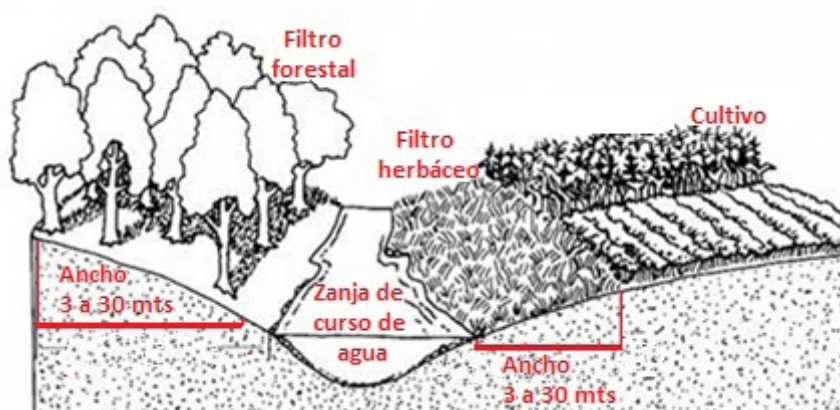 Filtro
forestal
Filtro
herbáceo
Cultivo
Ancho
3 a 30 mts
Zanja de
curso de
agua
Ancho
3 a 30 mts